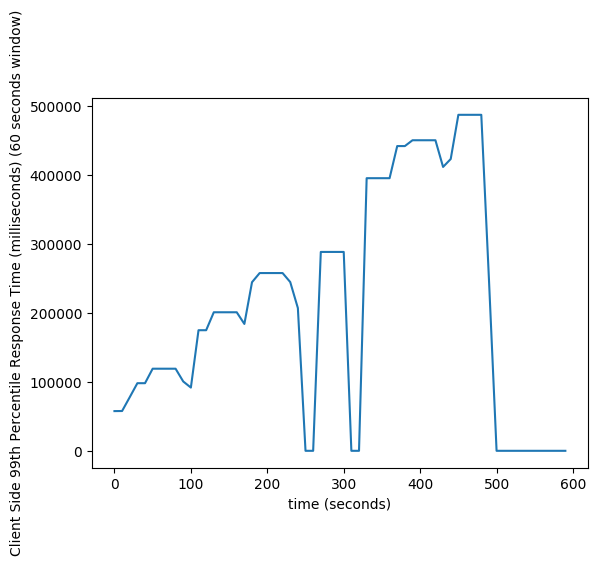 Client Side 99th Percentile Response Time (milliseconds) (60 seconds window)
500000
400000
300000
200000
100000
0
0 100 200 300 400 500 600
time (seconds)